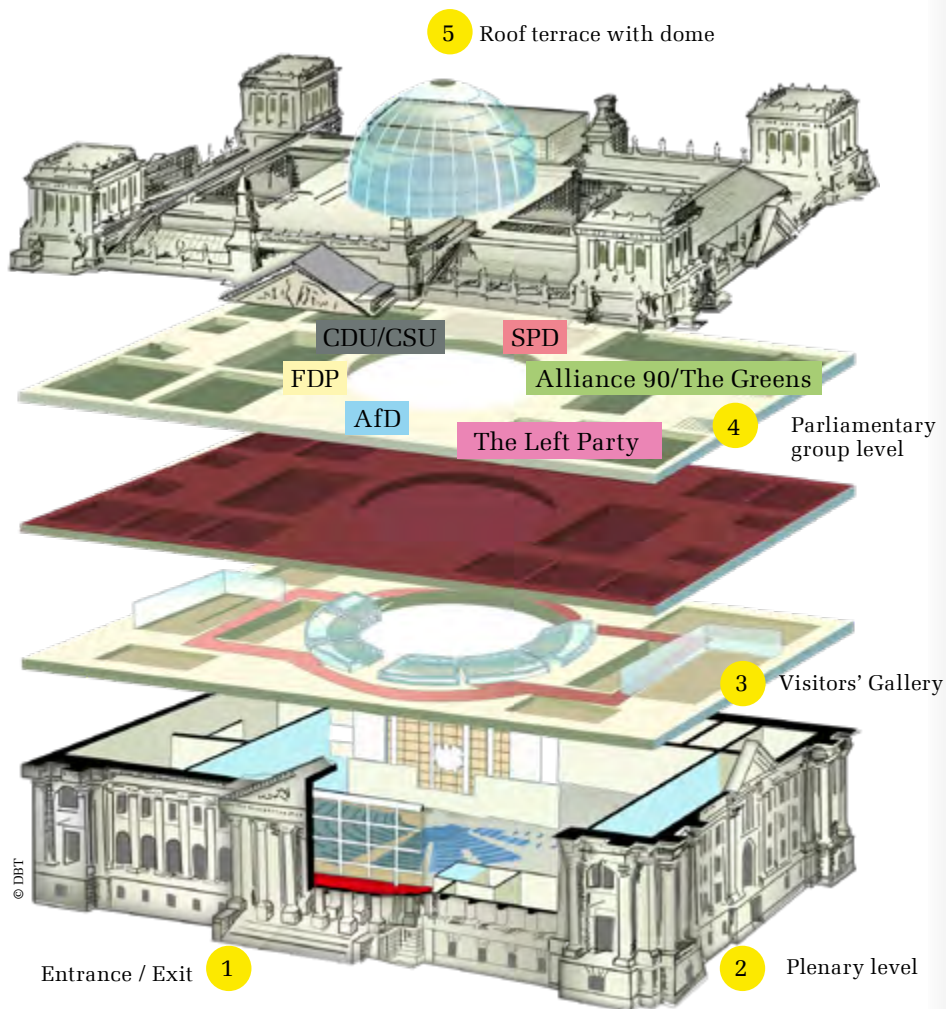 5 Roof terrace with dome
CDU/CSU
SPD
FDP
Alliance 90/The Greens
AfD
The Left Party
4 Parliamentary
group level
3 Visitors' Gallery
© DBT
Entrance / Exit 1
2 Plenary level